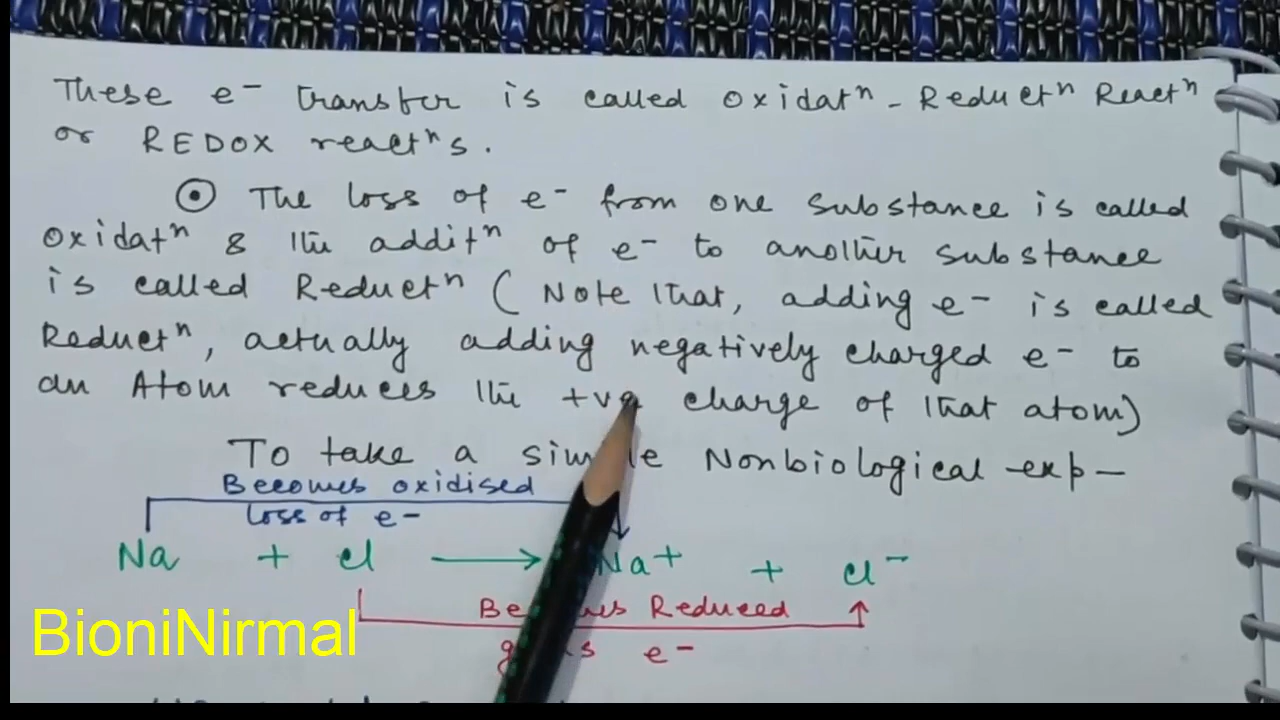 These e- transfer is called oxidatⁿ - Reductⁿ Reactⁿ
or REDOX reactⁿs.
⊙ The loss of e- from one substance is called
oxidatⁿ & the additⁿ of e- to another substance
is called Reductⁿ (Note that, adding e- is called
Reductⁿ, actually adding negatively charged e- to
an Atom reduces the +ve charge of that atom)
To take a simple Nonbiological exp -
Becomes oxidised
loss of e-
Na + Cl → Na+ + Cl-
Becomes Reduced
gains e-
BioniNirmal